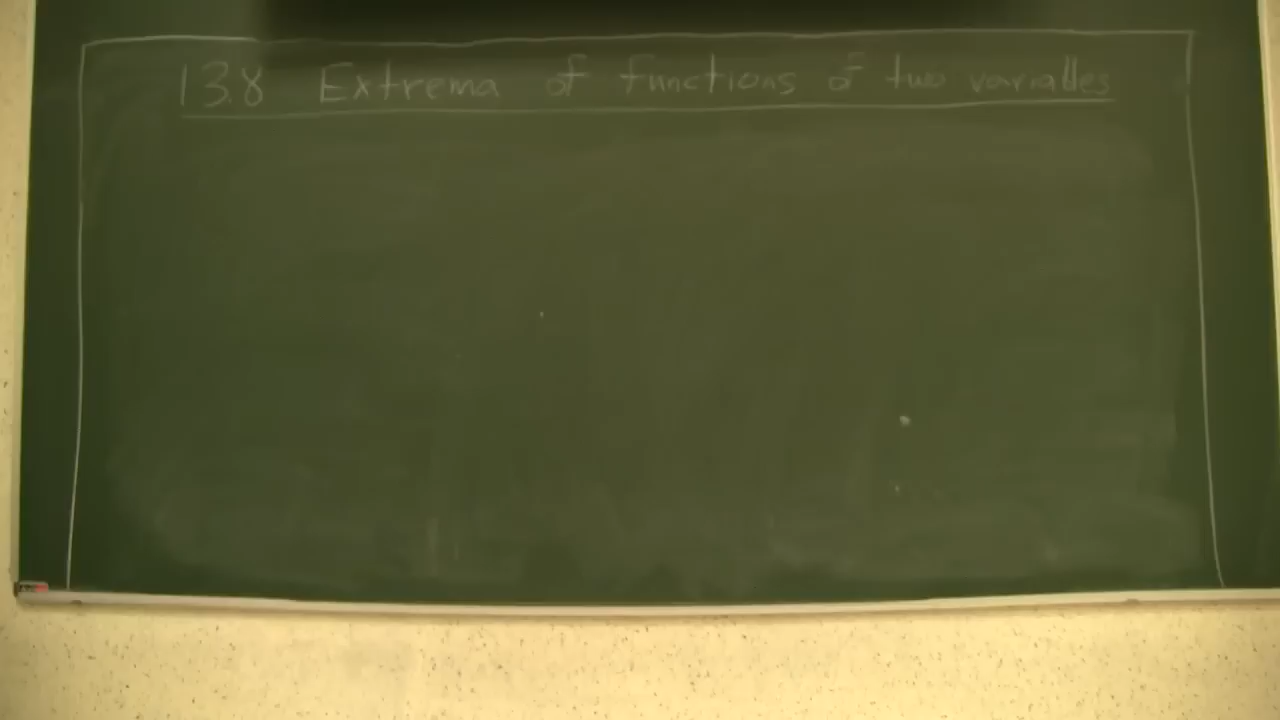 13.8 Extrema of functions of two variables